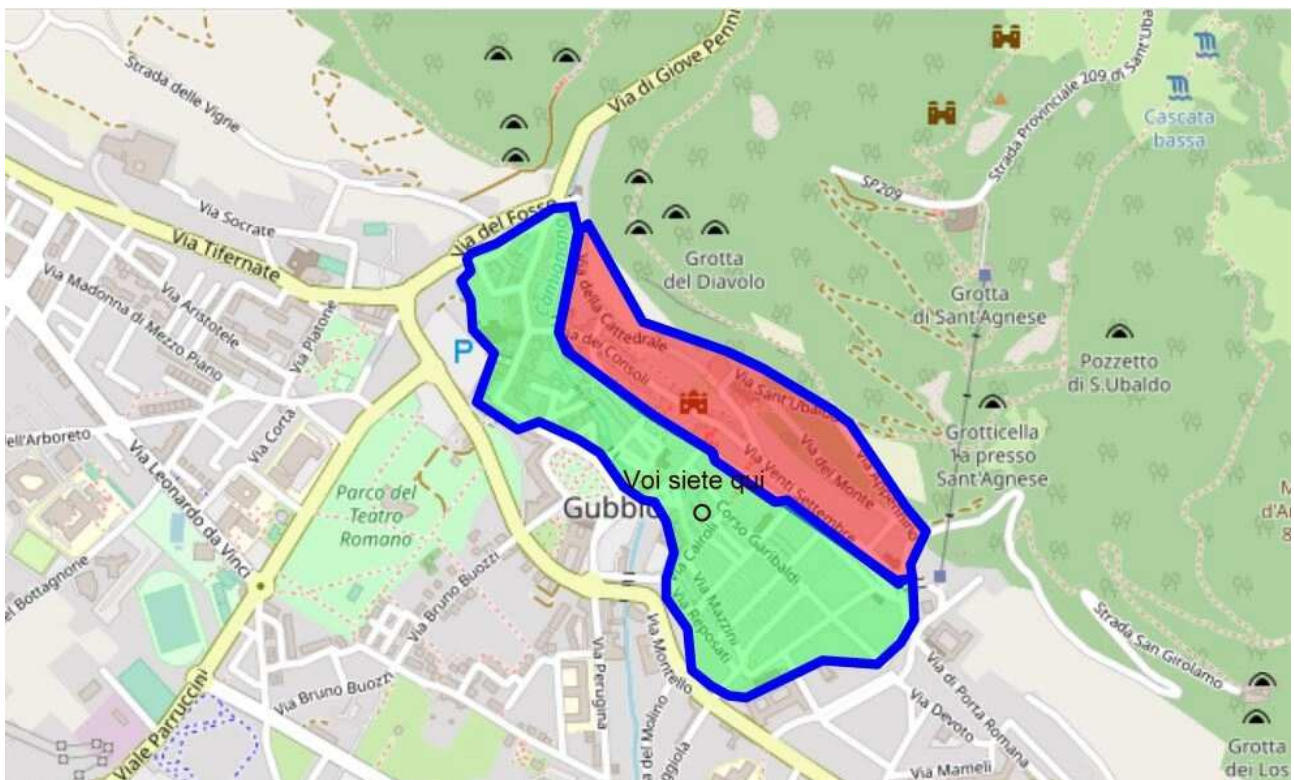 Via di Giove Penni
Strada delle Vigne
Strada Provinciale 209 di Sant'Uba
Cascata
bassa
SP209
Via Socrate
Via del Fosso
Via Tifernate
Camignano
Grotta
del Diavolo
Via Madonna di Mezzo Piano
Via Aristotele
Via Platone
Grotta
di Sant'Agnese
Via della Cattedrale
Via dei Consoli
P
Pozzetto
di S.Ubaldo
Via Sant'Ubaldo
Via Corta
ell'Arboreto
Grotticella
1a presso
Sant'Agnese
Via Leonardo da Vinci
Via del Monte
Via Appennino
Via Venti Settembre
Voi siete qui
Parco del
Teatro
Romano
Gubbio
M
d'A
8
Corso Garibaldi
Via Cairoli
Via Mazzini
Via Reposati
Via Bruno Buozzi
el Bottagnone
Strada San Girolamo
Via Montello
Via Perugina
Via di Porta Romana
Via Bruno Buozzi
Viale Parruccini
Via Devoto
a del Molino
ggiola
Via Mameli
Grotta
dei Los